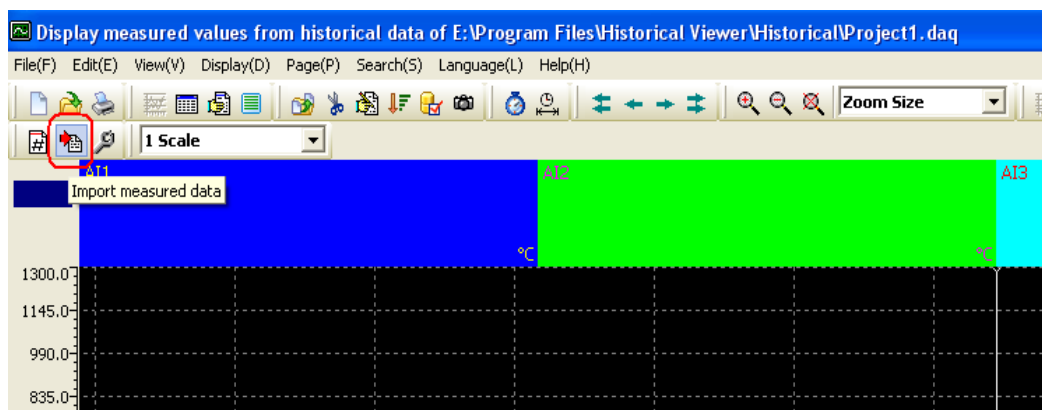 Display measured values from historical data of E:\Program Files\Historical Viewer\Historical\Project1.daq
File(F) Edit(E) View(V) Display(D) Page(P) Search(S) Language(L) Help(H)
Zoom Size
1 Scale
AI1 AI2 AI3
Import measured data
°C °C
1300.0
1145.0
990.0
835.0